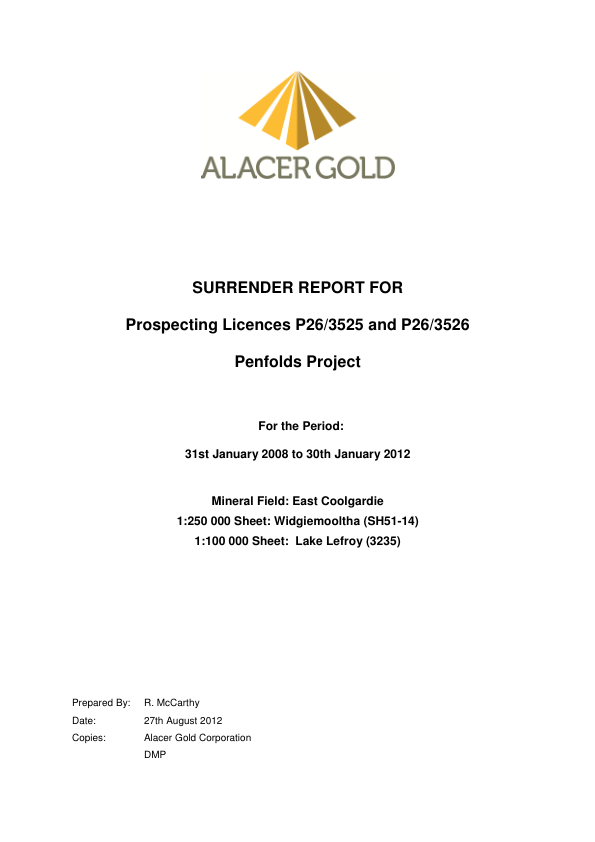 ALACER GOLD
SURRENDER REPORT FOR
Prospecting Licences P26/3525 and P26/3526
Penfolds Project
For the Period:
31st January 2008 to 30th January 2012
Mineral Field: East Coolgardie
1:250 000 Sheet: Widgiemooltha (SH51-14)
1:100 000 Sheet:  Lake Lefroy (3235)
Prepared By: R. McCarthy
Date: 27th August 2012
Copies: Alacer Gold Corporation
DMP